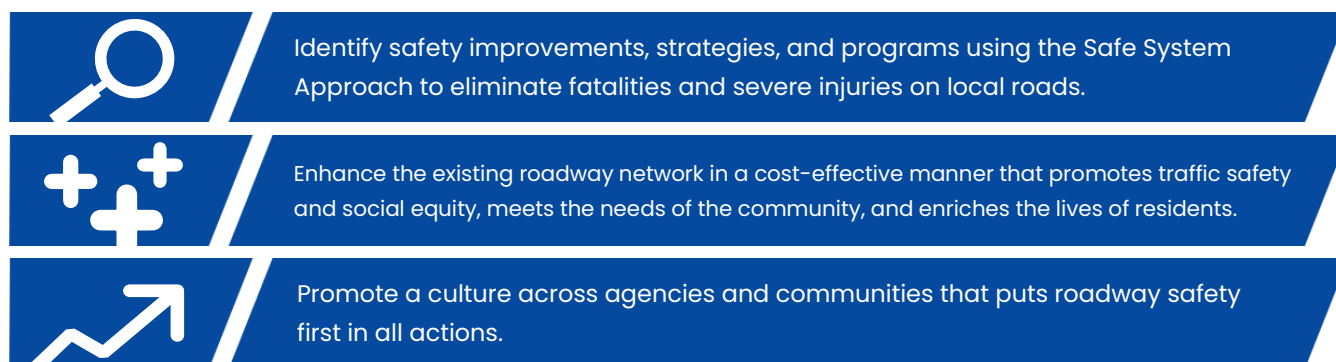 Identify safety improvements, strategies, and programs using the Safe System
Approach to eliminate fatalities and severe injuries on local roads.
Enhance the existing roadway network in a cost-effective manner that promotes traffic safety
and social equity, meets the needs of the community, and enriches the lives of residents.
Promote a culture across agencies and communities that puts roadway safety
first in all actions.